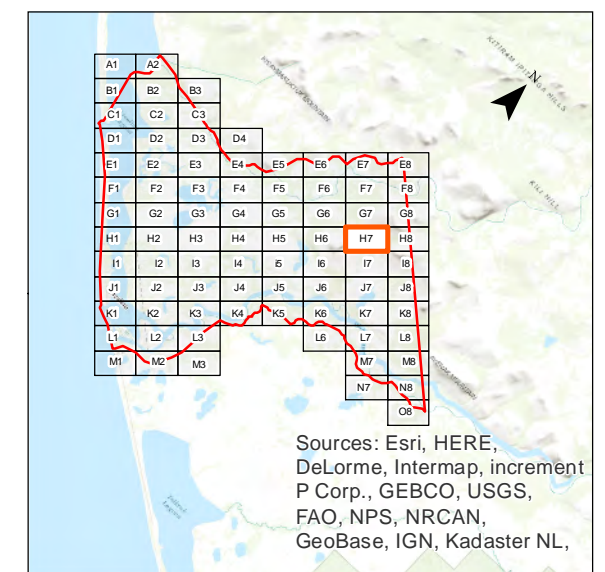 KITIRAM IPIENGA HILLS
N
A1 A2
B1 B2 B3
C1 C2 C3
D1 D2 D3 D4
E1 E2 E3 E4 E5 E6 E7 E8
F1 F2 F3 F4 F5 F6 F7 F8
KILI HILL
G1 G2 G3 G4 G5 G6 G7 G8
H1 H2 H3 H4 H5 H6 H7 H8
I1 I2 I3 I4 i5 I6 I7 I8
J1 J2 J3 J4 J5 J6 J7 J8
K1 K2 K3 K4 K5 K6 K7 K8
L1 L2 L3 L6 L7 L8
M1 M2 M3 M7 M8
N7 N8
O8
Sources: Esri, HERE,
DeLorme, Intermap, increment
P Corp., GEBCO, USGS,
FAO, NPS, NRCAN,
GeoBase, IGN, Kadaster NL,